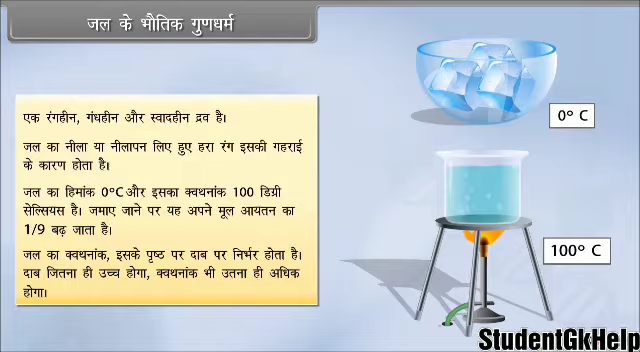 जल के भौतिक गुणधर्म
एक रंगहीन, गंधहीन और स्वादहीन द्रव है।
जल का नीला या नीलापन लिए हुए हरा रंग इसकी गहराई
के कारण होता है।
जल का हिमांक 0°C और इसका क्वथनांक 100 डिग्री
सेल्सियस है। जमाए जाने पर यह अपने मूल आयतन का
1/9 बढ़ जाता है।
जल का क्वथनांक, इसके पृष्ठ पर दाब पर निर्भर होता है।
दाब जितना ही उच्च होगा, क्वथनांक भी उतना ही अधिक
होगा।
0° C
100° C
StudentGkHelp